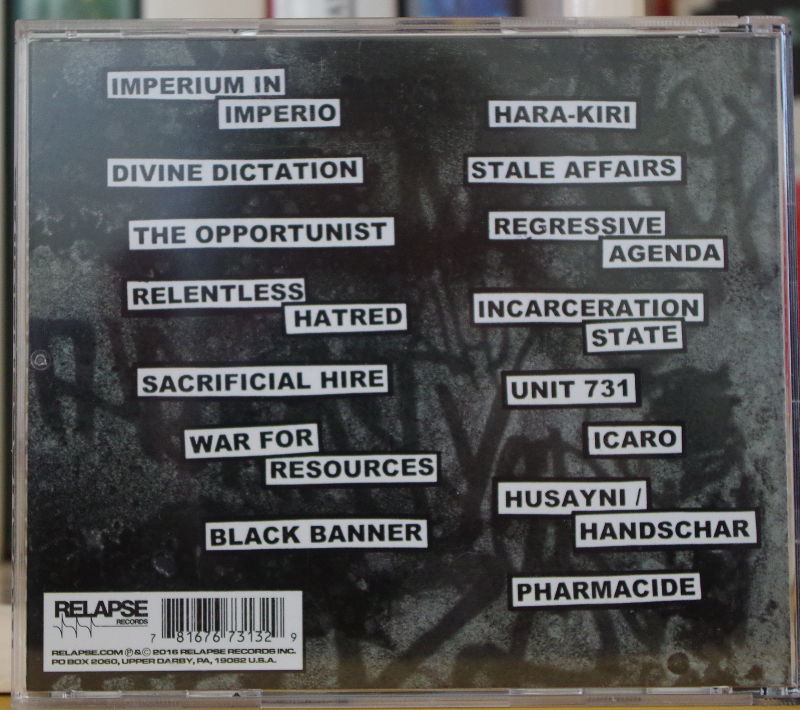 IMPERIUM IN
IMPERIO
DIVINE DICTATION
THE OPPORTUNIST
RELENTLESS
HATRED
SACRIFICIAL HIRE
WAR FOR
RESOURCES
BLACK BANNER
HARA-KIRI
STALE AFFAIRS
REGRESSIVE
AGENDA
INCARCERATION
STATE
UNIT 731
ICARO
HUSAYNI /
HANDSCHAR
PHARMACIDE
RELAPSE
RECORDS
7 81676 73132 9
RELAPSE.COM ℗&© 2016 RELAPSE RECORDS INC.
PO BOX 2060, UPPER DARBY, PA, 19082 U.S.A.